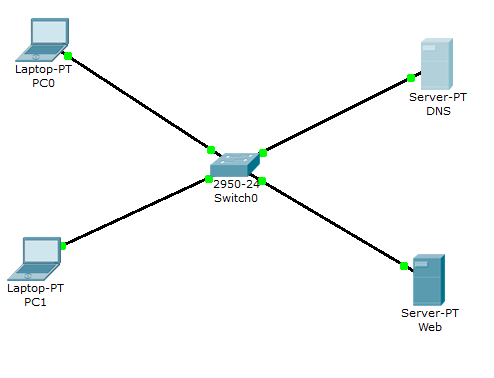 Laptop-PT
PC0
Server-PT
DNS
2950-24
Switch0
Laptop-PT
PC1
Server-PT
Web